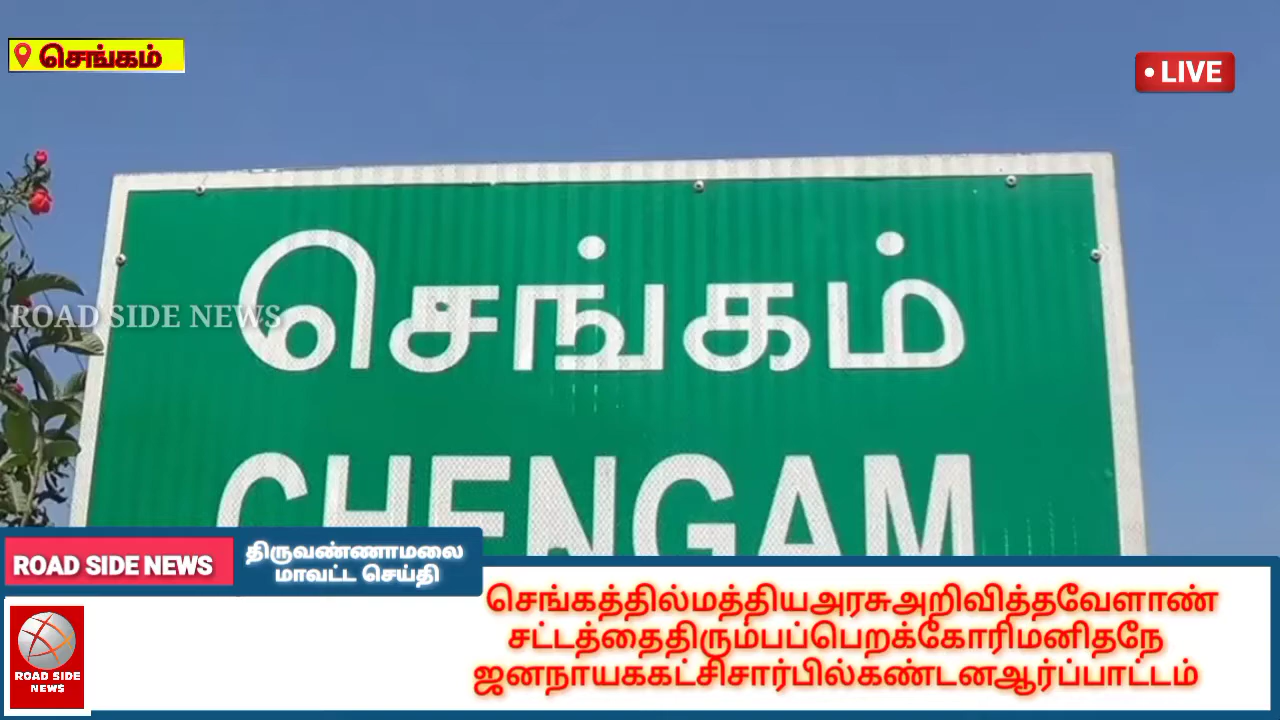 செங்கம்
• LIVE
செங்கம்
ROAD SIDE NEWS
CHENGAM
ROAD SIDE NEWS
திருவண்ணாமலை
மாவட்ட செய்தி
செங்கத்தில்மத்தியஅரசுஅறிவித்தவேளாண்
சட்டத்தைதிரும்பப்பெறக்கோரிமனிதநே
ஜனநாயககட்சிசார்பில்கண்டனஆர்ப்பாட்டம்
ROAD SIDE
NEWS